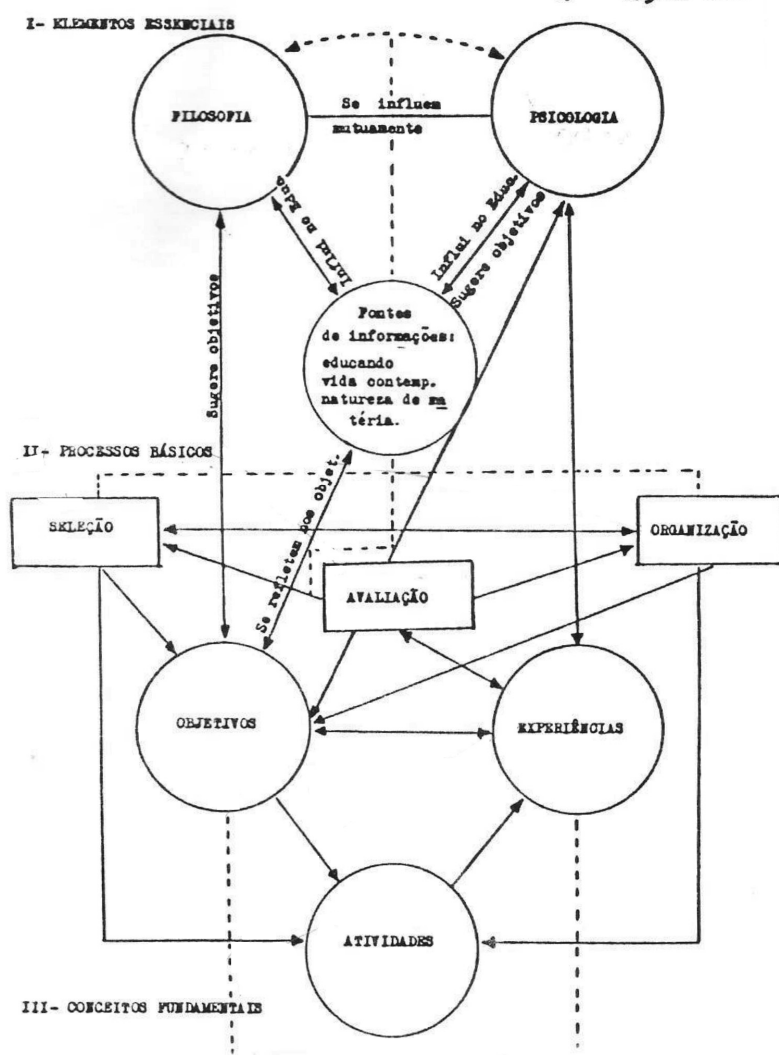 I- ELEMENTOS ESSENCIAIS
FILOSOFIA
Se influem
mutuamente
PSICOLOGIA
Influi no Educ.
Influi no Educ.
Sugere objetivos
Sugere objetivos
Fontes
de informações:
educando
vida contemp.
natureza de ma
téria.
II- PROCESSOS BÁSICOS
Se refletem nos objet.
SELEÇÃO
ORGANIZAÇÃO
AVALIAÇÃO
OBJETIVOS
EXPERIÊNCIAS
ATIVIDADES
III- CONCEITOS FUNDAMENTAIS